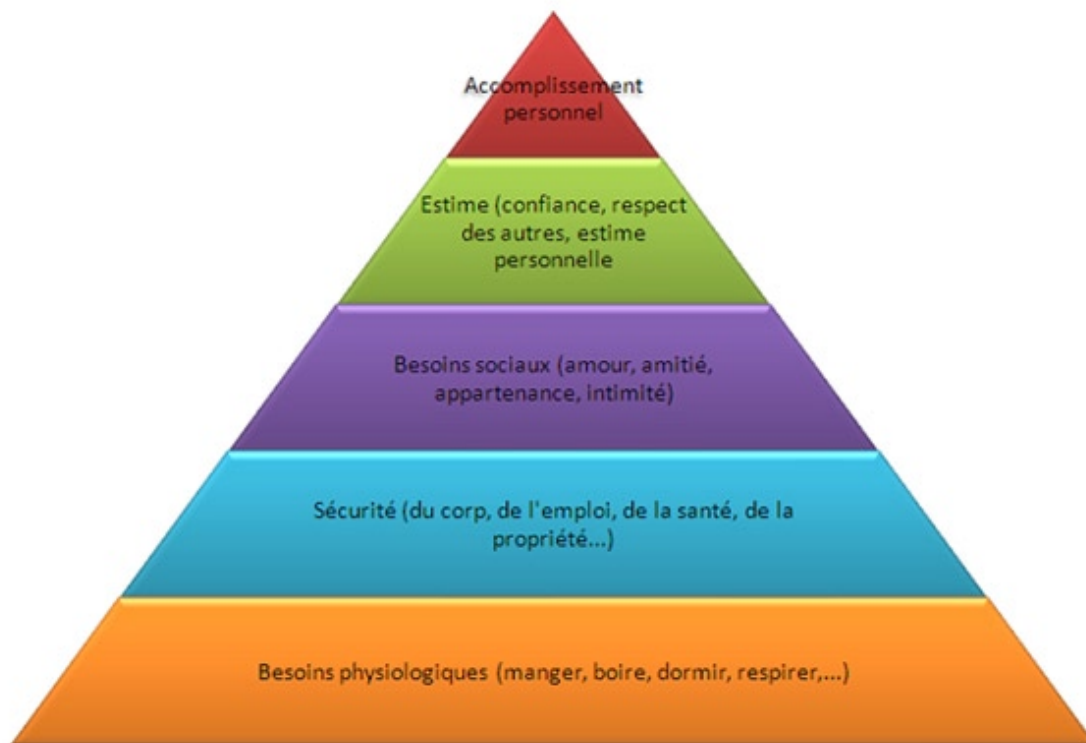 Accomplissement
personnel
Estime (confiance, respect
des autres, estime
personnelle
Besoins sociaux (amour, amitié,
appartenance, intimité)
Sécurité (du corp, de l'emploi, de la santé, de la
propriété...)
Besoins physiologiques (manger, boire, dormir, respirer,...)